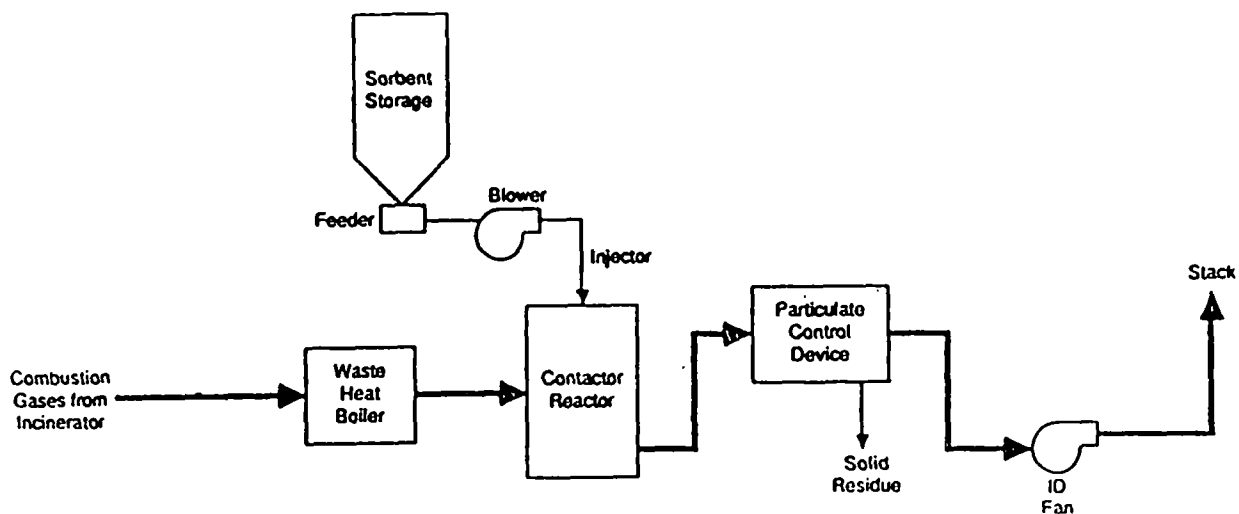 Sorbent
Storage
Feeder
Blower
Injector
Combustion
Gases from
Incinerator
Waste
Heat
Boiler
Contactor
Reactor
Particulate
Control
Device
Solid
Residue
ID
Fan
Stack